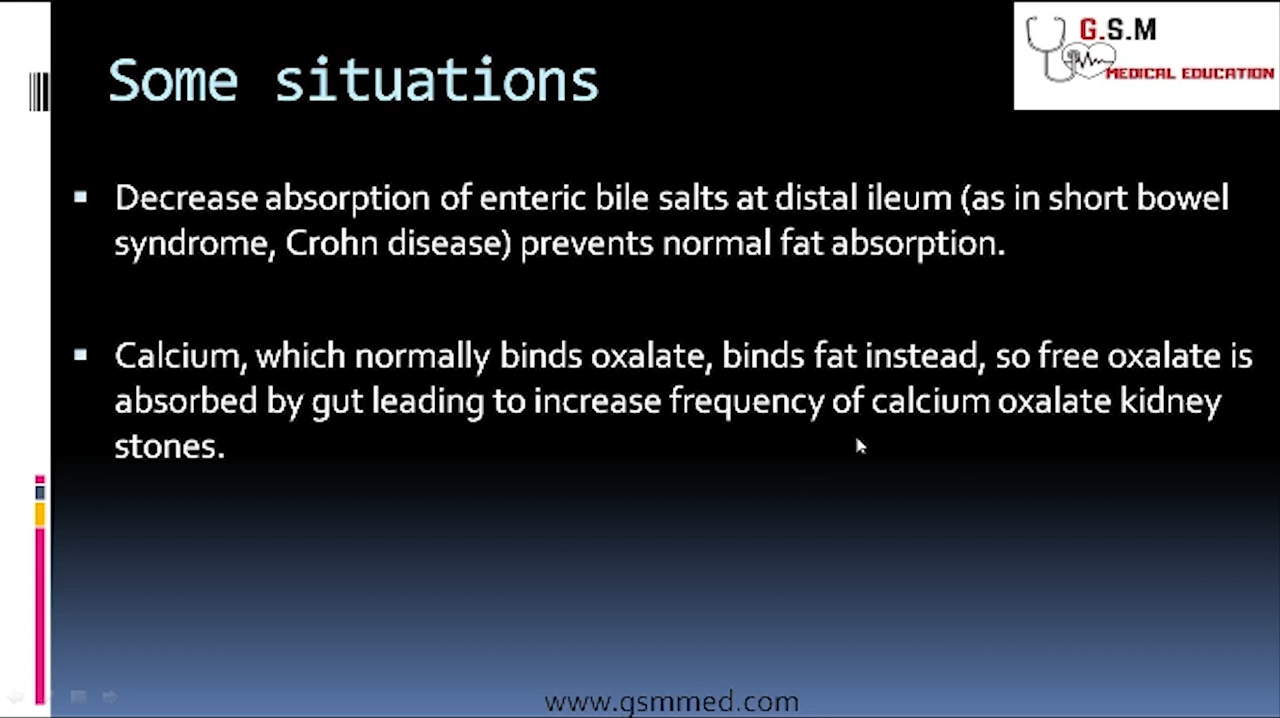 G.S.M
MEDICAL EDUCATION
Some situations
Decrease absorption of enteric bile salts at distal ileum (as in short bowel
syndrome, Crohn disease) prevents normal fat absorption.
Calcium, which normally binds oxalate, binds fat instead, so free oxalate is
absorbed by gut leading to increase frequency of calcium oxalate kidney
stones.
www.gsmmed.com